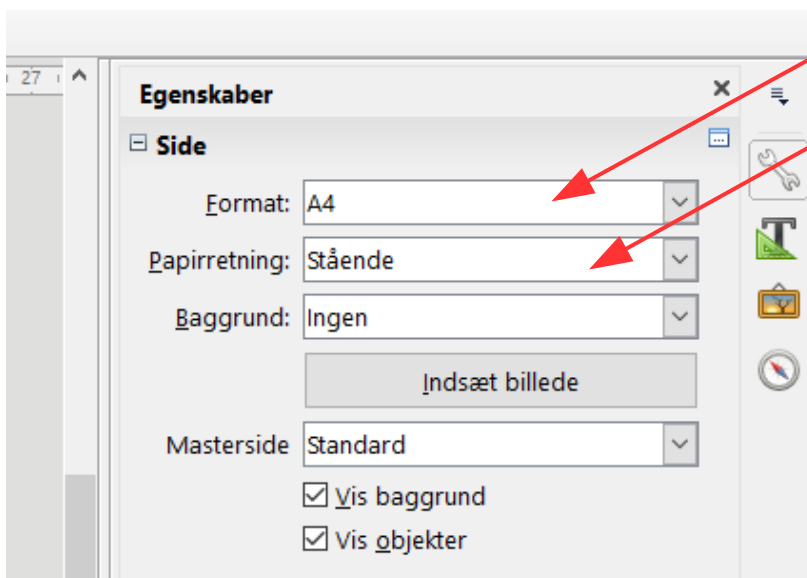 27
Egenskaber
Side
Format: A4
Papirretning: Stående
Baggrund: Ingen
Indsæt billede
Masterside Standard
Vis baggrund
Vis objekter